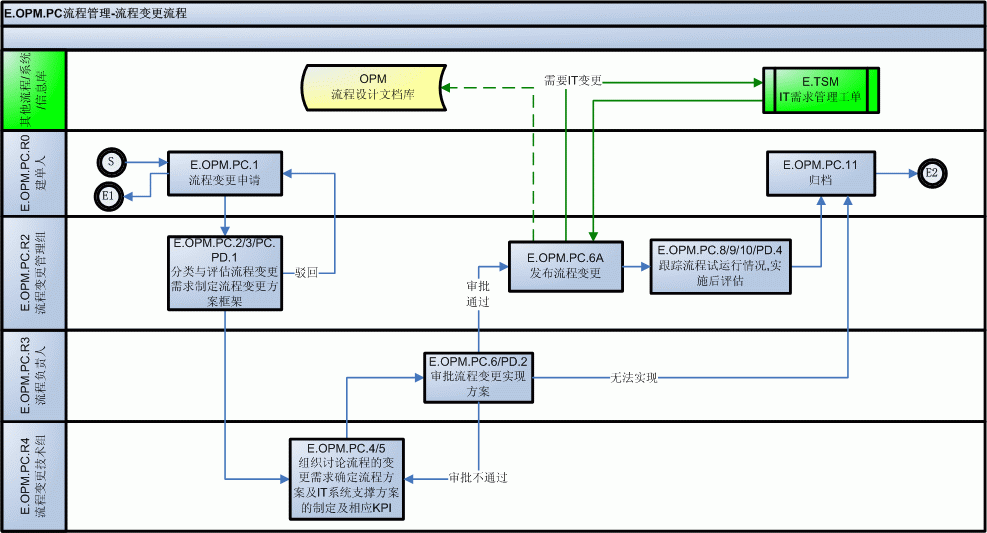 E.OPM.PC流程管理-流程变更流程
其他流程/系统
/信息库
OPM
流程设计文档库
需要IT变更
E.TSM
IT需求管理工单
E.OPM.PC.R0
建单人
S
E1
E.OPM.PC.1
流程变更申请
E.OPM.PC.11
归档
E2
E.OPM.PC.R2
流程变更管理组
E.OPM.PC.2/3/PC.
PD.1
分类与评估流程变更
需求制定流程变更方
案框架
驳回
审批
通过
E.OPM.PC.6A
发布流程变更
E.OPM.PC.8/9/10/PD.4
跟踪流程试运行情况,实
施后评估
E.OPM.PC.R3
流程负责人
E.OPM.PC.6/PD.2
审批流程变更实现
方案
无法实现
E.OPM.PC.R4
流程变更技术组
E.OPM.PC.4/5
组织讨论流程的变
更需求确定流程方
案及IT系统支撑方案
的制定及相应KPI
审批不通过